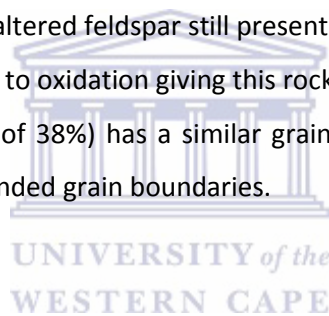 altered feldspar still present
to oxidation giving this rock
of 38%) has a similar grain
nded grain boundaries.
UNIVERSITY of the
WESTERN CAPE